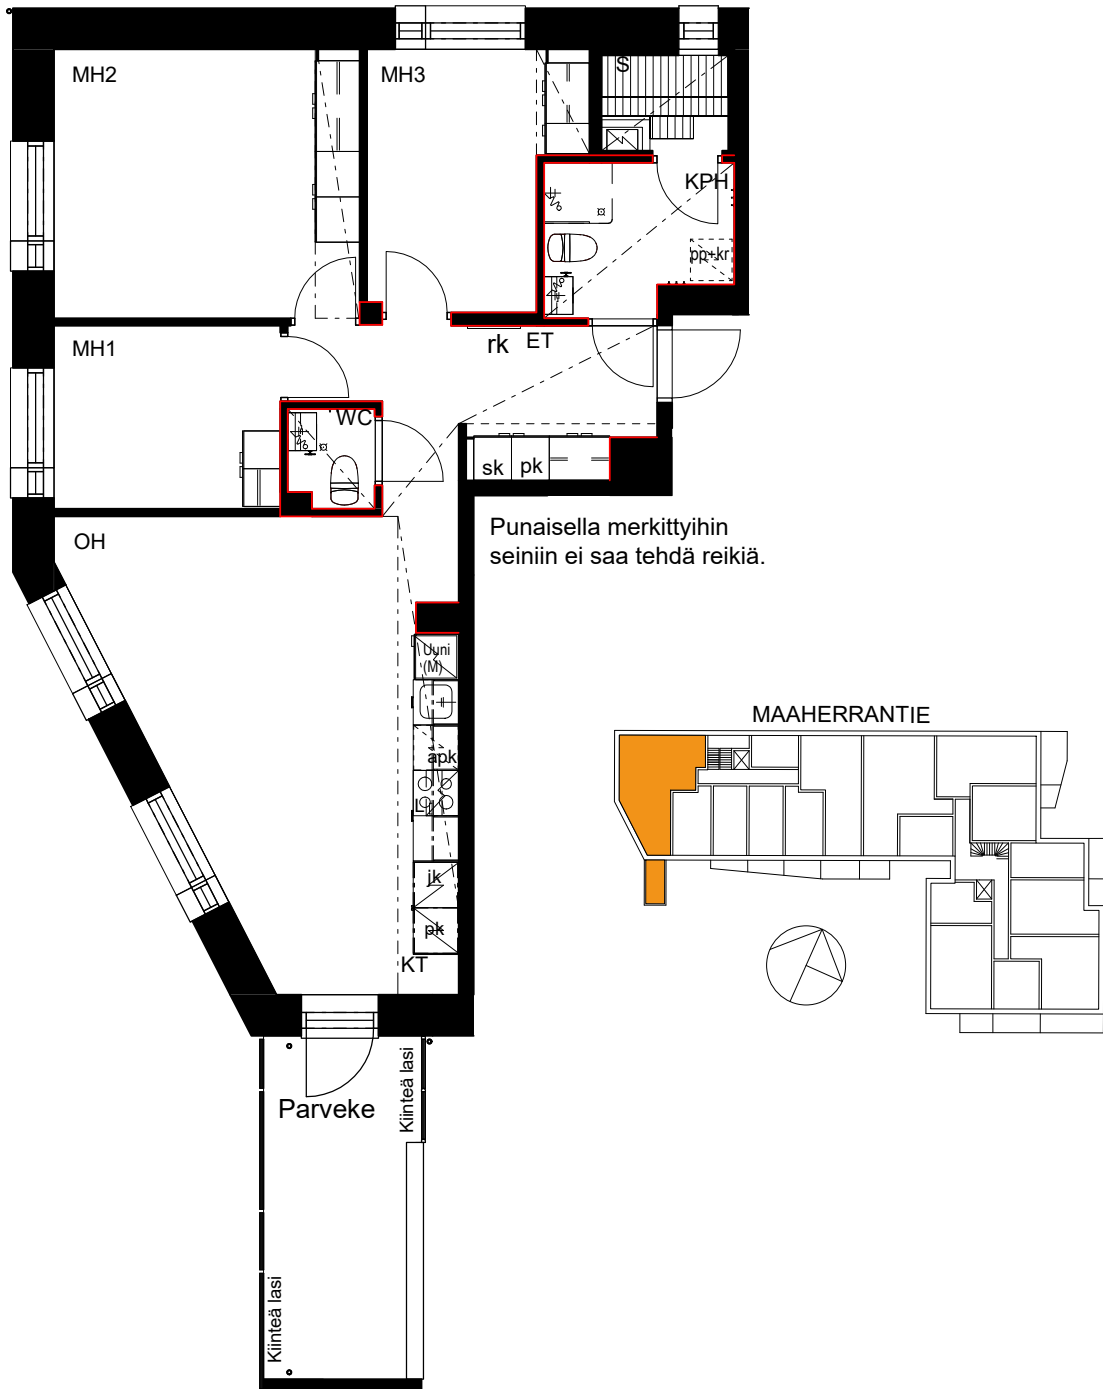 MH2
MH3
S
KPH
pp+kr
MH1
rk
ET
WC
sk
pk
OH
Punaisella merkittyihin
seiniin ei saa tehdä reikiä.
Uuni
(M)
apk
L
jk
pk
KT
MAAHERRANTIE
Parveke
Kiinteä lasi
Kiinteä lasi